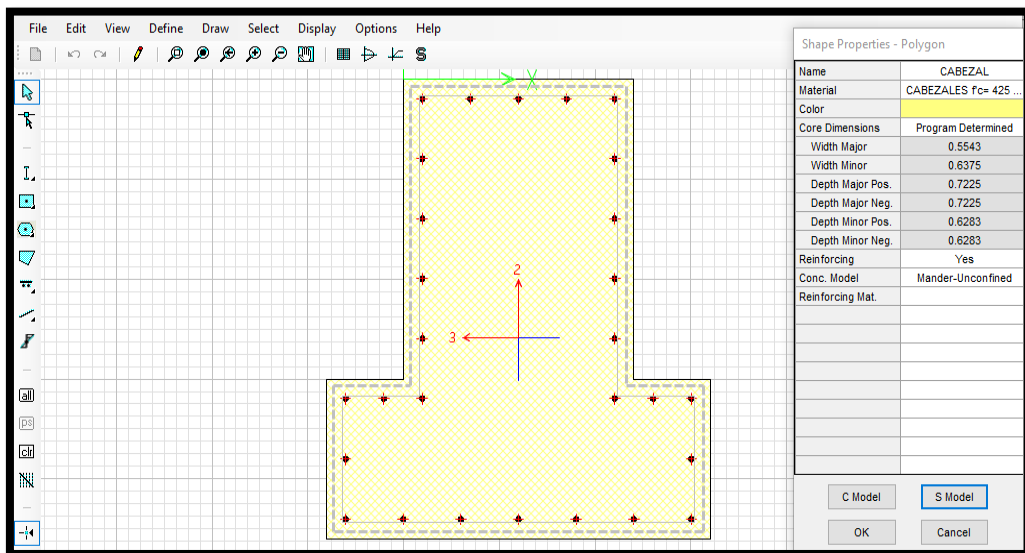 File Edit View Define Draw Select Display Options Help
S
all
ps
clr
X
2
3
Shape Properties - Polygon
Name CABEZAL
Material CABEZALES f'c= 425 ...
Color
Core Dimensions Program Determined
Width Major 0.5543
Width Minor 0.6375
Depth Major Pos. 0.7225
Depth Major Neg. 0.7225
Depth Minor Pos. 0.6283
Depth Minor Neg. 0.6283
Reinforcing Yes
Conc. Model Mander-Unconfined
Reinforcing Mat.
C Model S Model
OK Cancel